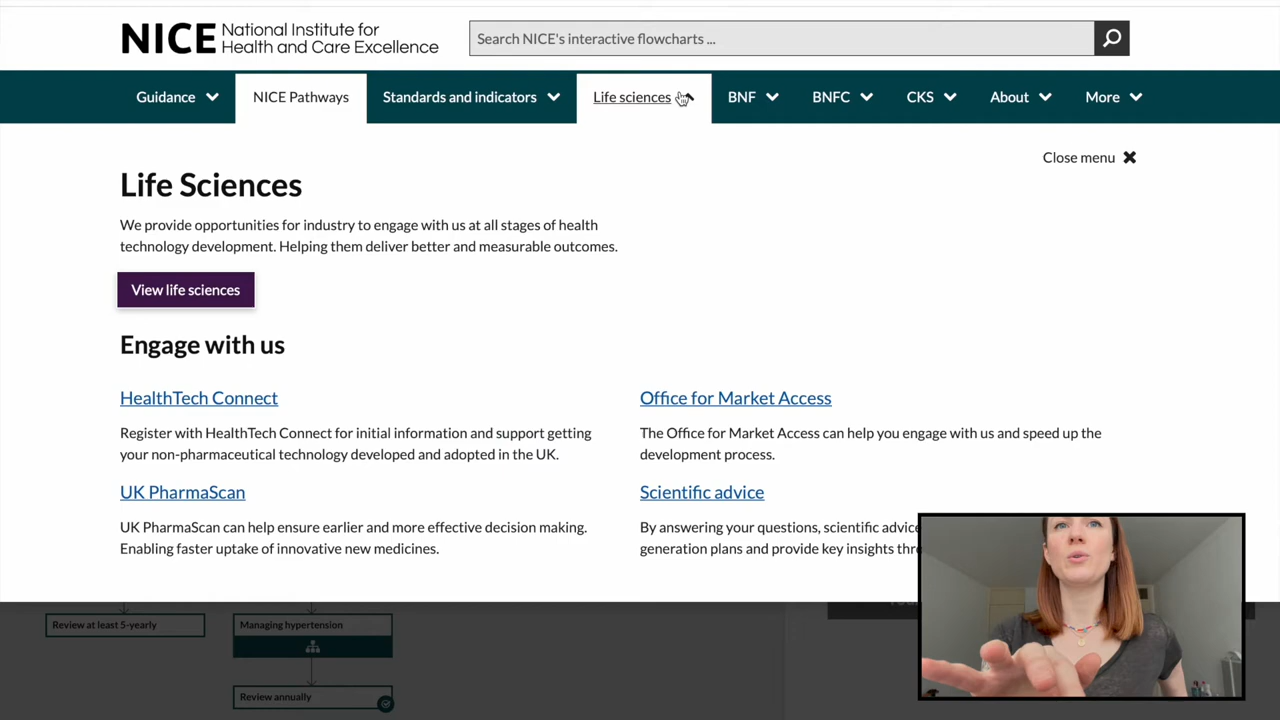 NICE National Institute for
Health and Care Excellence
Search NICE's interactive flowcharts ...
Guidance
NICE Pathways
Standards and indicators
Life sciences
BNF
BNFC
CKS
About
More
Close menu
Life Sciences
We provide opportunities for industry to engage with us at all stages of health
technology development. Helping them deliver better and measurable outcomes.
View life sciences
Engage with us
HealthTech Connect
Register with HealthTech Connect for initial information and support getting
your non-pharmaceutical technology developed and adopted in the UK.
Office for Market Access
The Office for Market Access can help you engage with us and speed up the
development process.
UK PharmaScan
UK PharmaScan can help ensure earlier and more effective decision making.
Enabling faster uptake of innovative new medicines.
Scientific advice
By answering your questions, scientific advice
generation plans and provide key insights
Review at least 5-yearly
Managing hypertension
Review annually